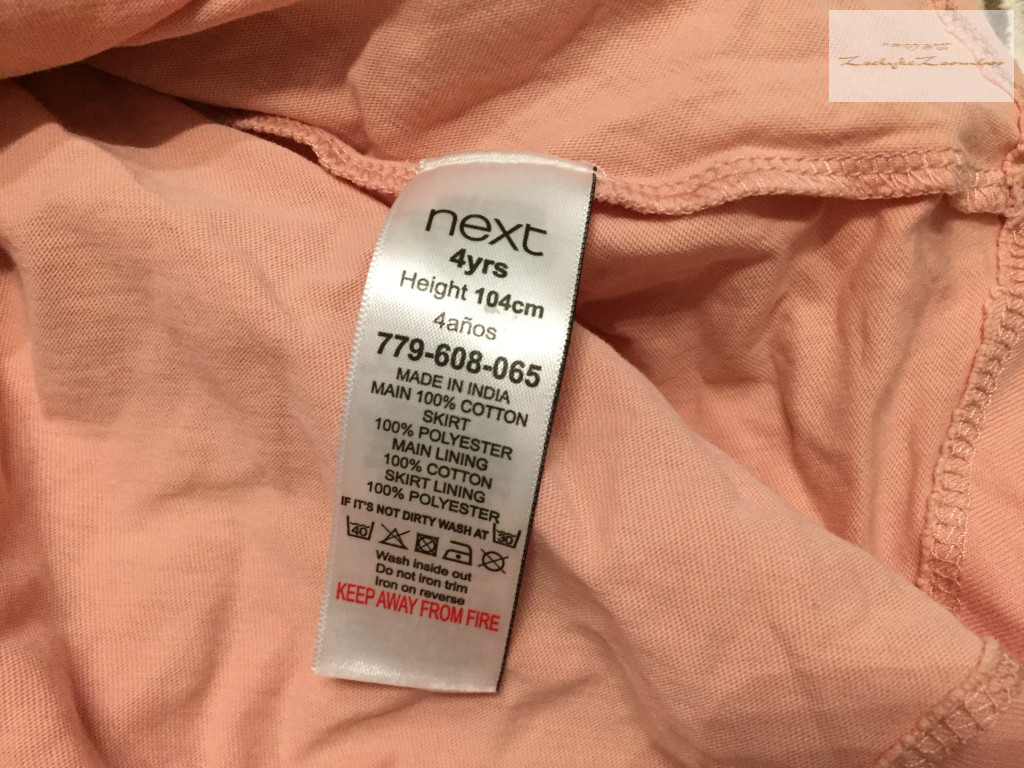 next
4yrs
Height 104cm
4años
779-608-065
MADE IN INDIA
MAIN 100% COTTON
SKIRT
100% POLYESTER
MAIN LINING
100% COTTON
SKIRT LINING
100% POLYESTER
IF IT'S NOT DIRTY WASH AT 30°
40°
Wash inside out
Do not iron trim
Iron on reverse
KEEP AWAY FROM FIRE